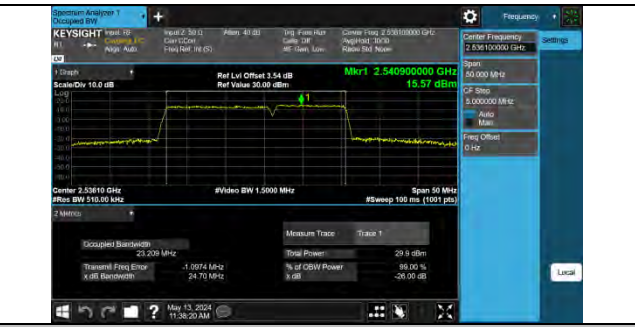 Spectrum Analyzer 1
Occupied BW
+
Frequency
KEYSIGHT Input: RF
Coupling: DC
Align: Auto
Input Z: 50 Ω
Corr CCorr
Freq Ref: Int (S)
Atten: 40 dB
Trig: Free Run
Gate: Off
#IF Gain: Low
Center Freq: 2.536100000 GHz
Avg|Hold: 30/30
Radio Std: None
LW
1 Graph
Scale/Div 10.0 dB
Log
Ref Lvl Offset 3.54 dB
Ref Value 30.00 dBm
Mkr1 2.540900000 GHz
15.57 dBm
1
Center 2.53610 GHz
#Res BW 510.00 kHz
#Video BW 1.5000 MHz
Span 50 MHz
#Sweep 100 ms (1001 pts)
2 Metrics
Measure Trace
Trace 1
Occupied Bandwidth
23.209 MHz
Total Power
29.9 dBm
Transmit Freq Error
-1.0974 MHz
% of OBW Power
99.00 %
x dB Bandwidth
24.70 MHz
x dB
-26.00 dB
Center Frequency
2.536100000 GHz
Settings
Span
50.000 MHz
CF Step
5.000000 MHz
Auto
Man
Freq Offset
0 Hz
Local
?
May 13, 2024
11:38:20 AM